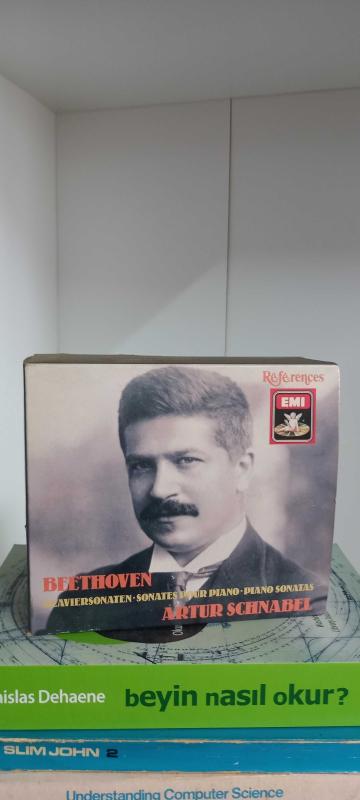 Références
EMI
BEETHOVEN
KLAVIERSONATEN · SONATES POUR PIANO · PIANO SONATAS
ARTUR SCHNABEL
nislas Dehaene beyin nasıl okur?
SLIM JOHN 2
Understanding Computer Science